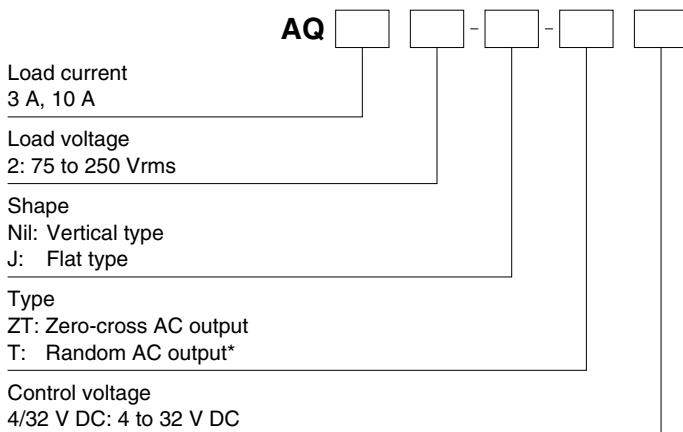 AQ - -
Load current
3 A, 10 A
Load voltage
2: 75 to 250 Vrms
Shape
Nil: Vertical type
J: Flat type
Type
ZT: Zero-cross AC output
T: Random AC output*
Control voltage
4/32 V DC: 4 to 32 V DC